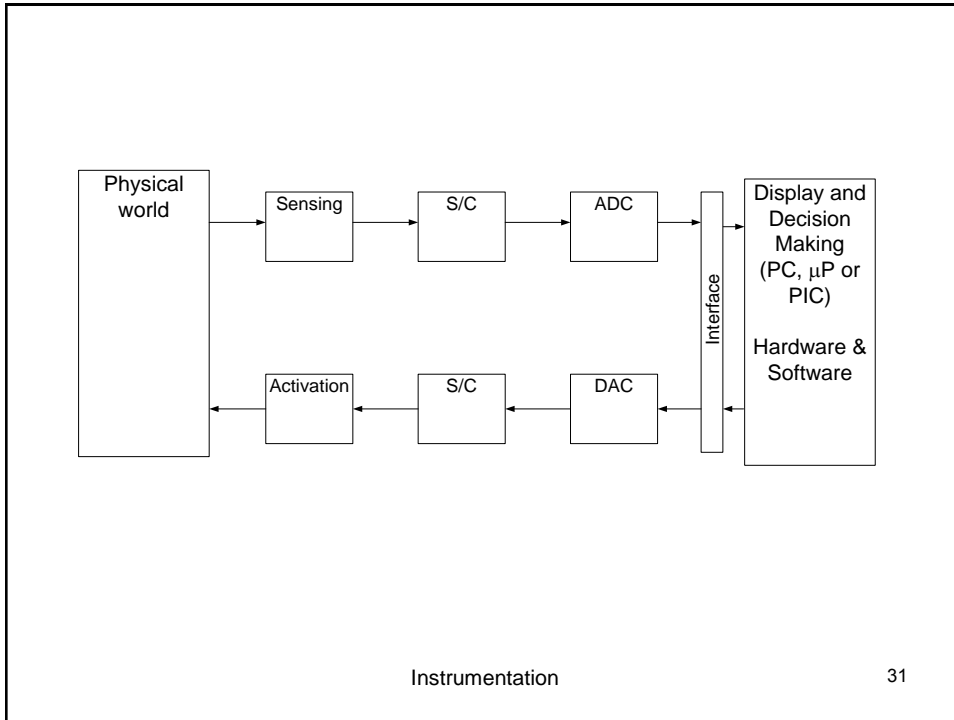 Physical
world
Sensing
S/C
ADC
Interface
Display and
Decision
Making
(PC, μP or
PIC)
Hardware &
Software
Activation
S/C
DAC
Instrumentation
31